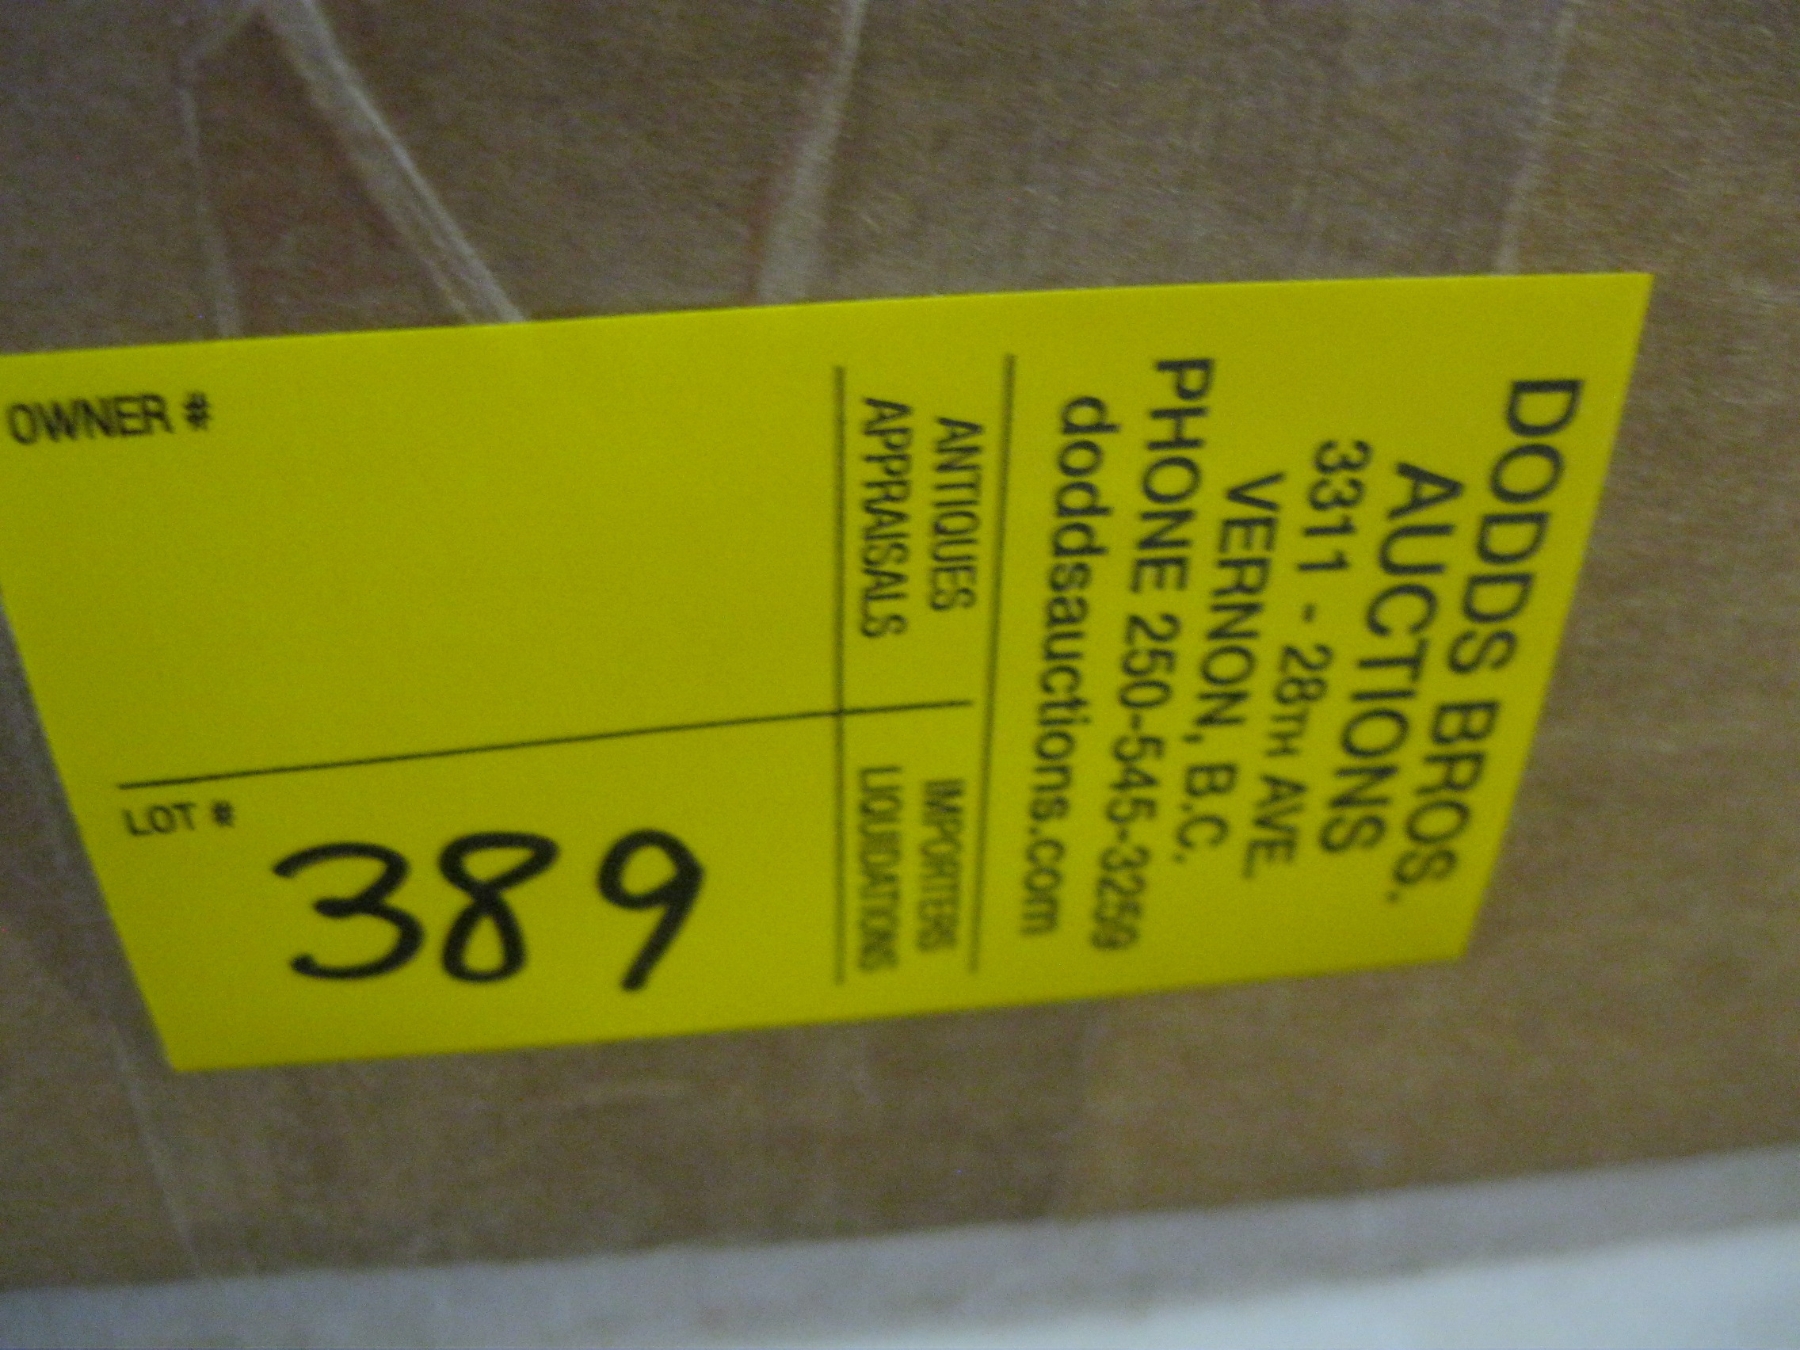 DODDS BROS.
AUCTIONS
3311 - 28TH AVE.
VERNON, B.C.
PHONE 250-545-3259
doddsauctions.com
ANTIQUES
APPRAISALS
IMPORTERS
LIQUIDATIONS
OWNER #
LOT #
389